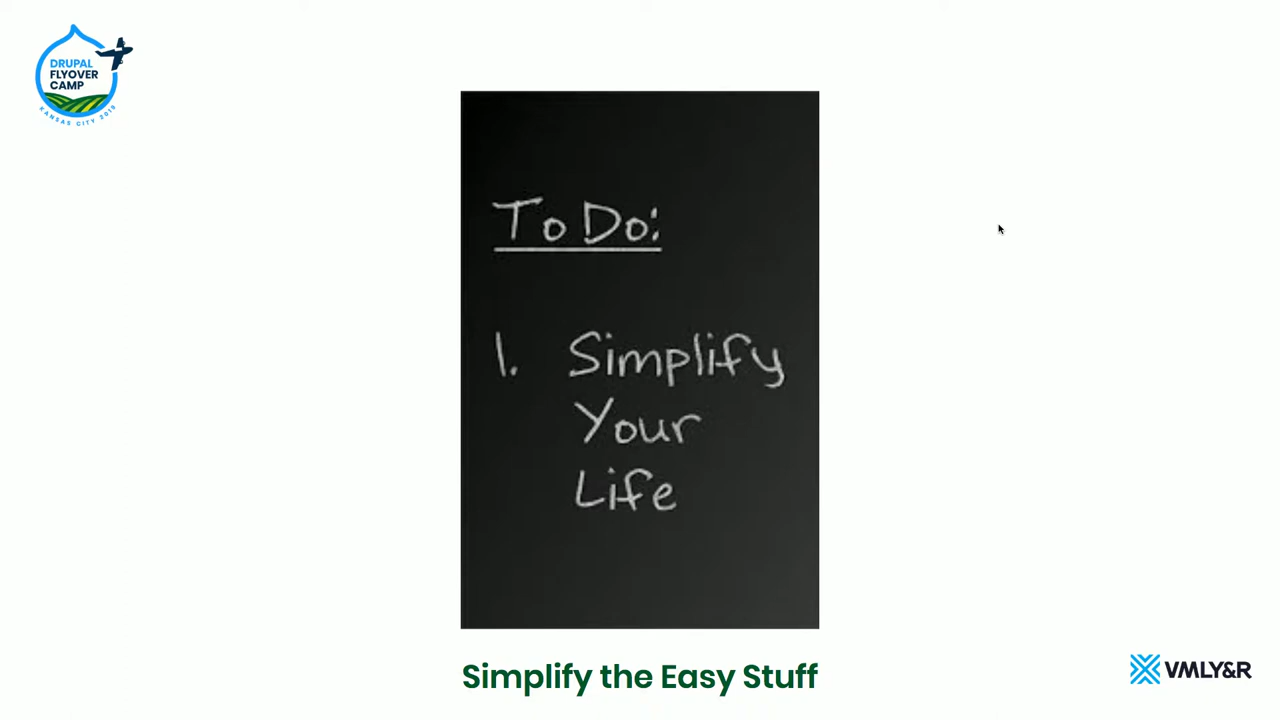 DRUPAL
FLYOVER
CAMP
KANSAS CITY 2019
To Do:
1. Simplify
Your
Life
Simplify the Easy Stuff
VMLY&R